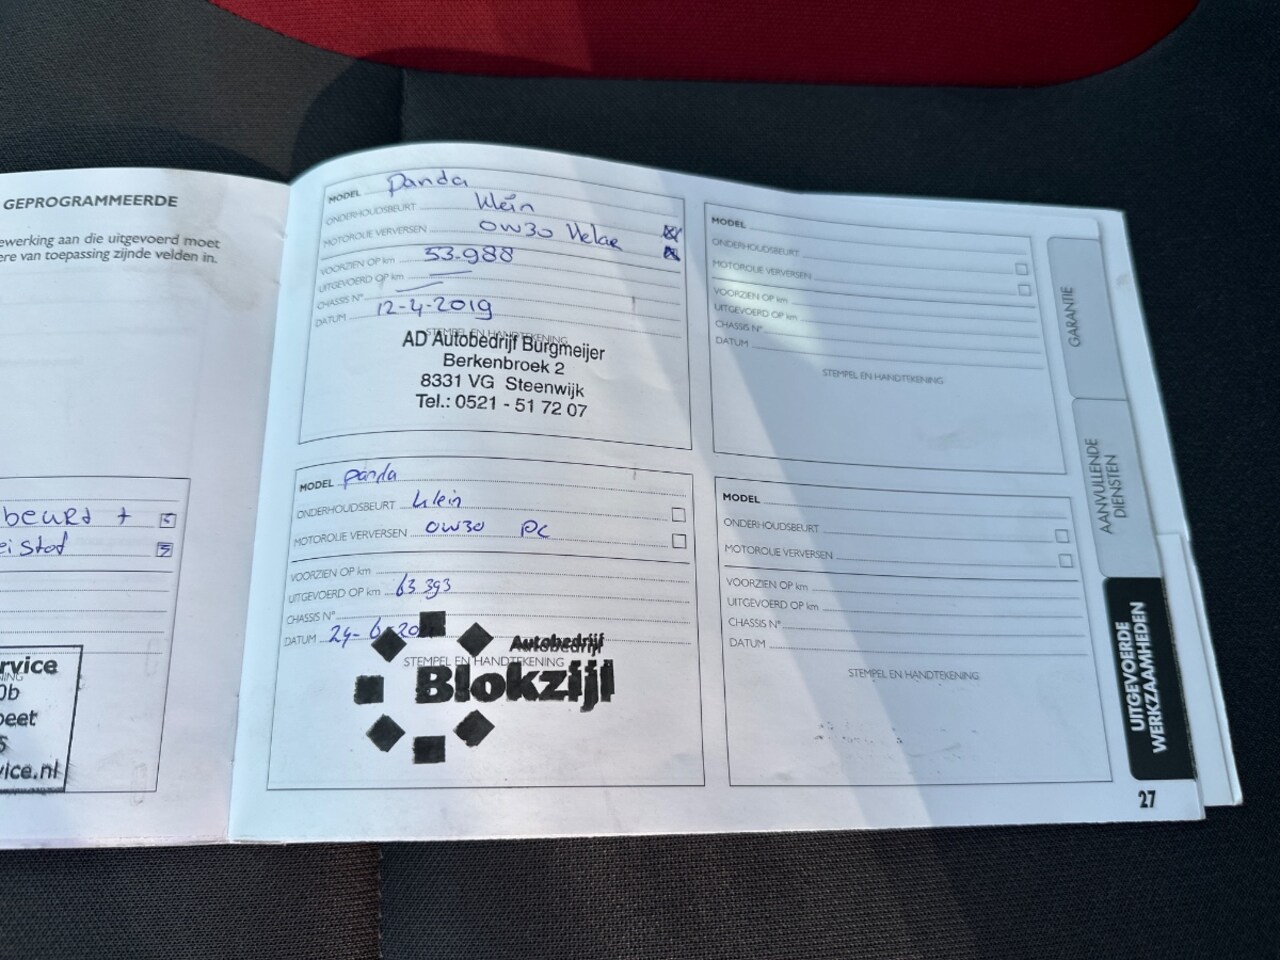 GEPROGRAMMEERDE
ewerking aan die uitgevoerd moet
ere van toepassing zijnde velden in.
beurt +
rvice
0b
beet
vice.nl
MODEL Panda
ONDERHOUDSBEURT klein
MOTOROLIE VERVERSEN 0W30
VOORZIEN OP km 53.988
UITGEVOERD OP km
CHASSIS N°
DATUM 12-4-2019
STEMPEL EN HANDTEKENING
AD Autobedrijf Burgmeijer
Berkenbroek 2
8331 VG Steenwijk
Tel.: 0521 - 51 72 07
MODEL panda
ONDERHOUDSBEURT klein
MOTOROLIE VERVERSEN 0W30
VOORZIEN OP km
UITGEVOERD OP km 63 393
CHASSIS N°
DATUM 24-6-20
STEMPEL EN HANDTEKENING
Autobedrijf
Blokzijl
MODEL
ONDERHOUDSBEURT
MOTOROLIE VERVERSEN
VOORZIEN OP km
UITGEVOERD OP km
CHASSIS N°
DATUM
STEMPEL EN HANDTEKENING
MODEL
ONDERHOUDSBEURT
MOTOROLIE VERVERSEN
VOORZIEN OP km
UITGEVOERD OP km
CHASSIS N°
DATUM
STEMPEL EN HANDTEKENING
GARANTIE
AANVULLENDE
DIENSTEN
UITGEVOERDE
WERKZAAMHEDEN
27